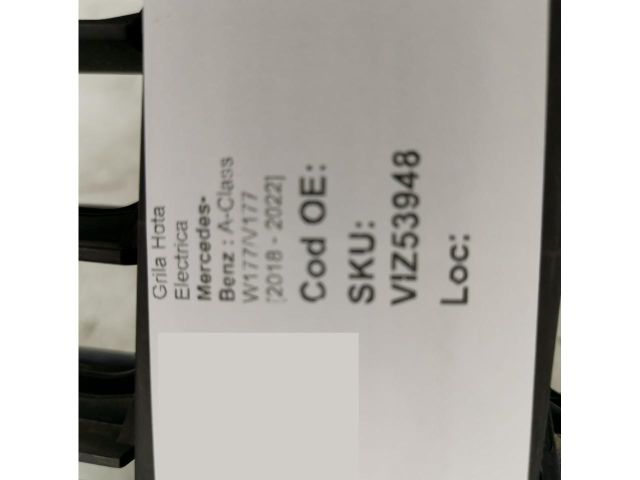 Grila Hota
Electrica
Mercedes-
Benz : A-Class
W177/V177
[2018 - 2022]
Cod OE:
SKU:
VIZ53948
Loc: